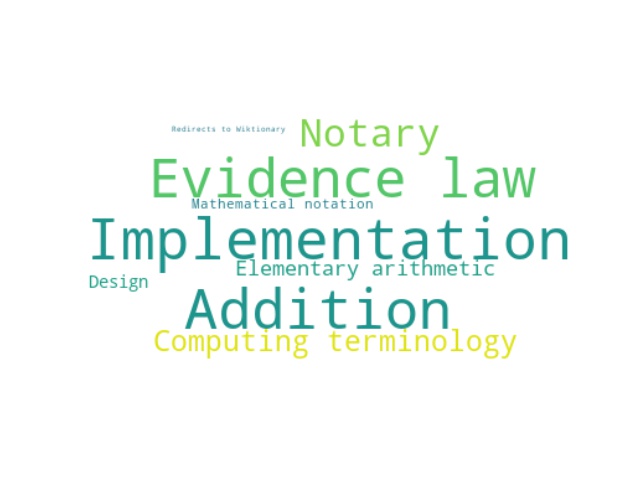 Redirects to Wiktionary
Notary
Evidence law
Mathematical notation
Implementation
Elementary arithmetic
Design
Addition
Computing terminology